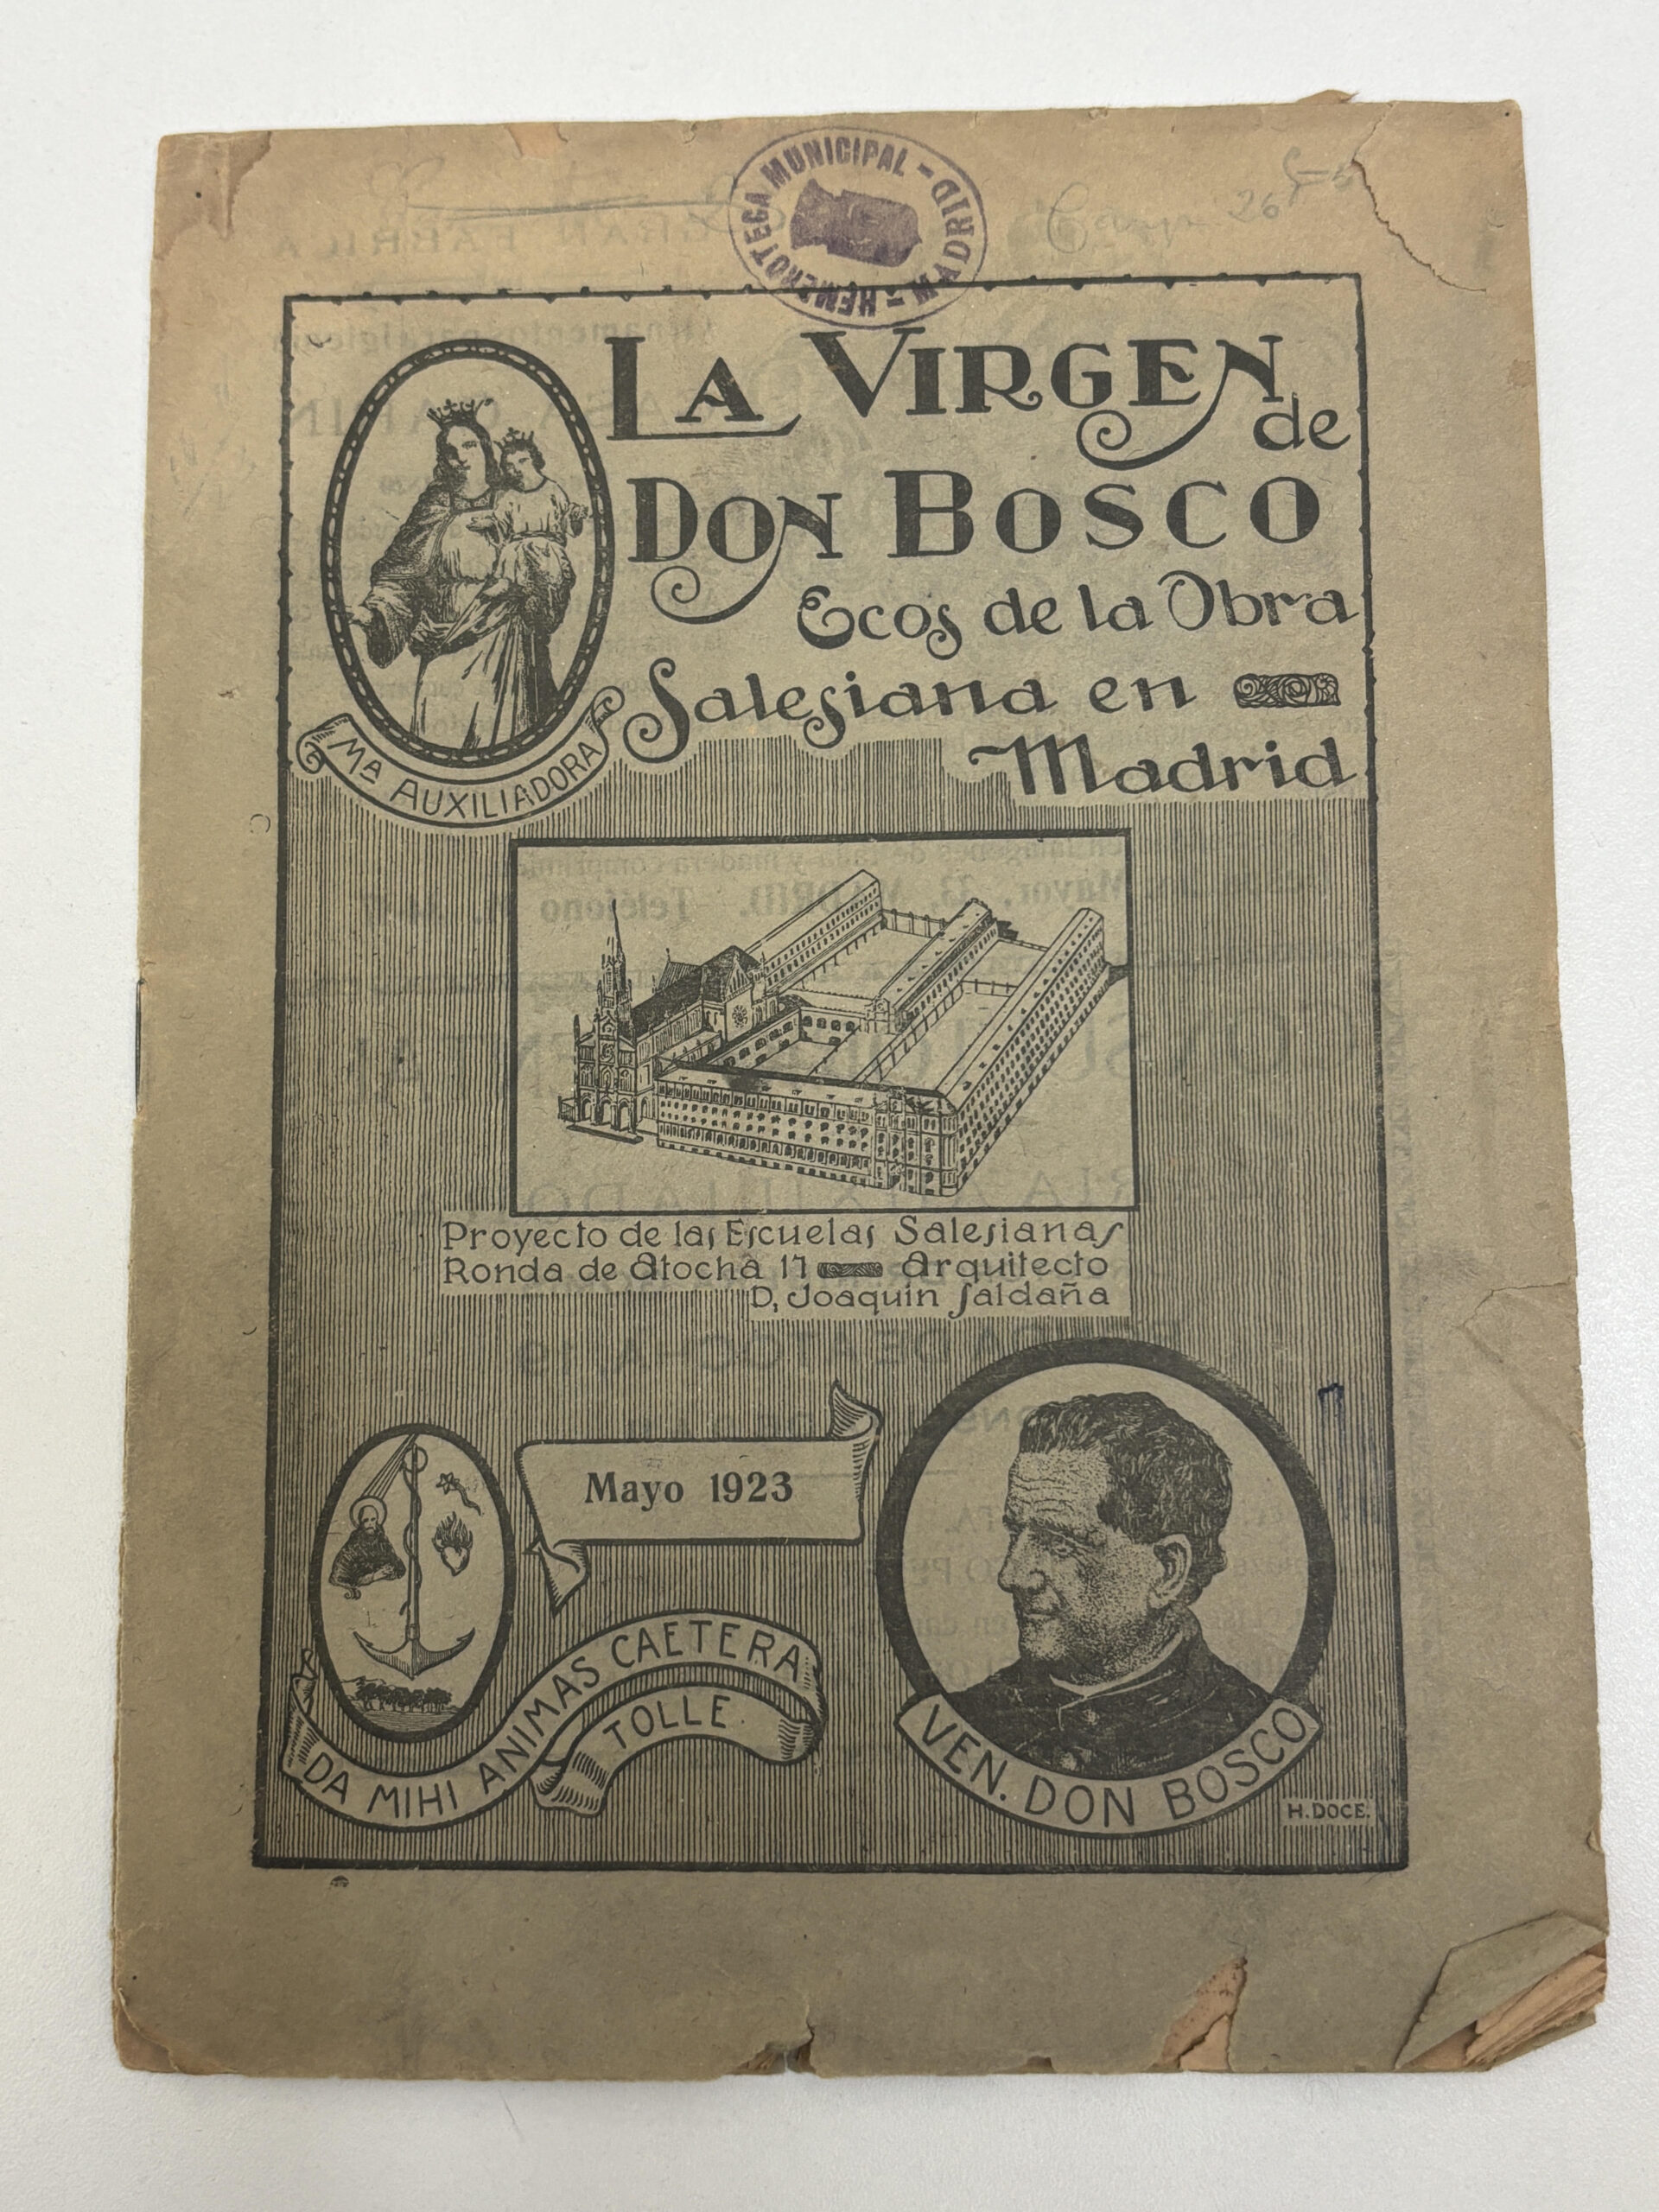 HEMEROTECA MUNICIPAL - MADRID -
LA VIRGEN de
DON BOSCO
Ecos de la Obra
Salesiana en
Madrid
Mª AUXILIADORA
Proyecto de las Escuelas Salesianas
Ronda de Atocha 17 Arquitecto
D. Joaquin Saldaña
Mayo 1923
DA MIHI ANIMAS CAETERA
TOLLE
VEN. DON BOSCO
H. DOCE.